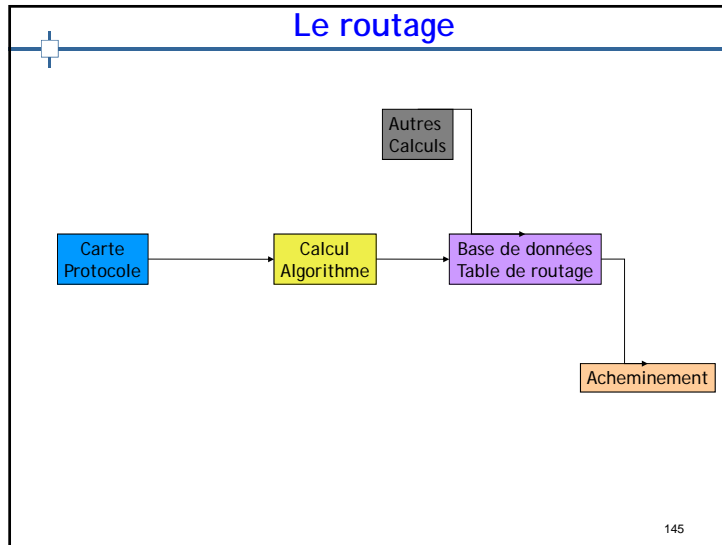 Le routage
Autres
Calculs
Carte
Protocole
Calcul
Algorithme
Base de données
Table de routage
Acheminement
145